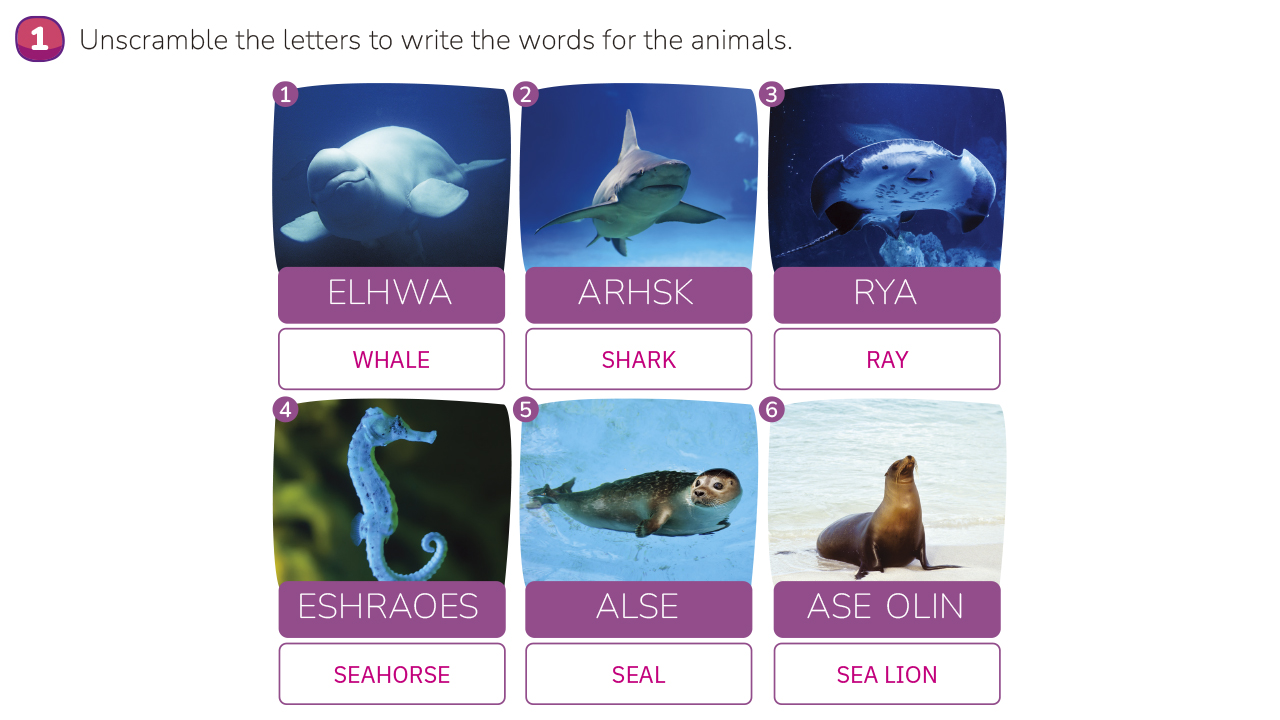 1 Unscramble the letters to write the words for the animals.
1 2 3
ELHWA ARHSK RYA
WHALE SHARK RAY
4 5 6
ESHRAOES ALSE ASE OLIN
SEAHORSE SEAL SEA LION